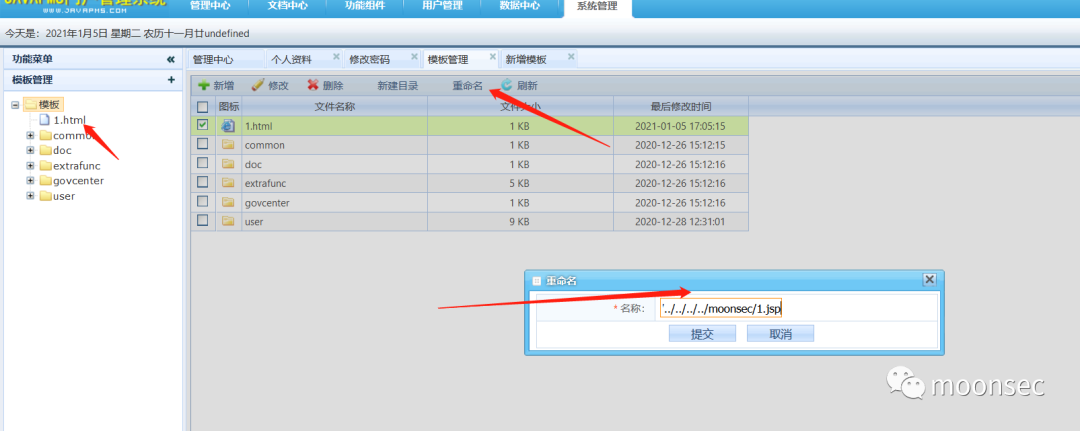 WWW.JAVAPMS.COM
管理中心 文档中心 功能组件 用户管理 数据中心 系统管理
今天是：2021年1月5日 星期二 农历十一月廿undefined
功能菜单 «
模板管理 +
模板
1.html
common
doc
extrafunc
govcenter
user
管理中心 个人资料 修改密码 模板管理 新增模板
新增 修改 删除 新建目录 重命名 刷新
图标 文件名称 文件大小 最后修改时间
1.html 1 KB 2021-01-05 17:05:15
common 1 KB 2020-12-26 15:12:15
doc 1 KB 2020-12-26 15:12:16
extrafunc 5 KB 2020-12-26 15:12:16
govcenter 1 KB 2020-12-26 15:12:16
user 9 KB 2020-12-28 12:31:01
重命名
* 名称： '../../../../moonsec/1.jsp
提交 取消
moonsec